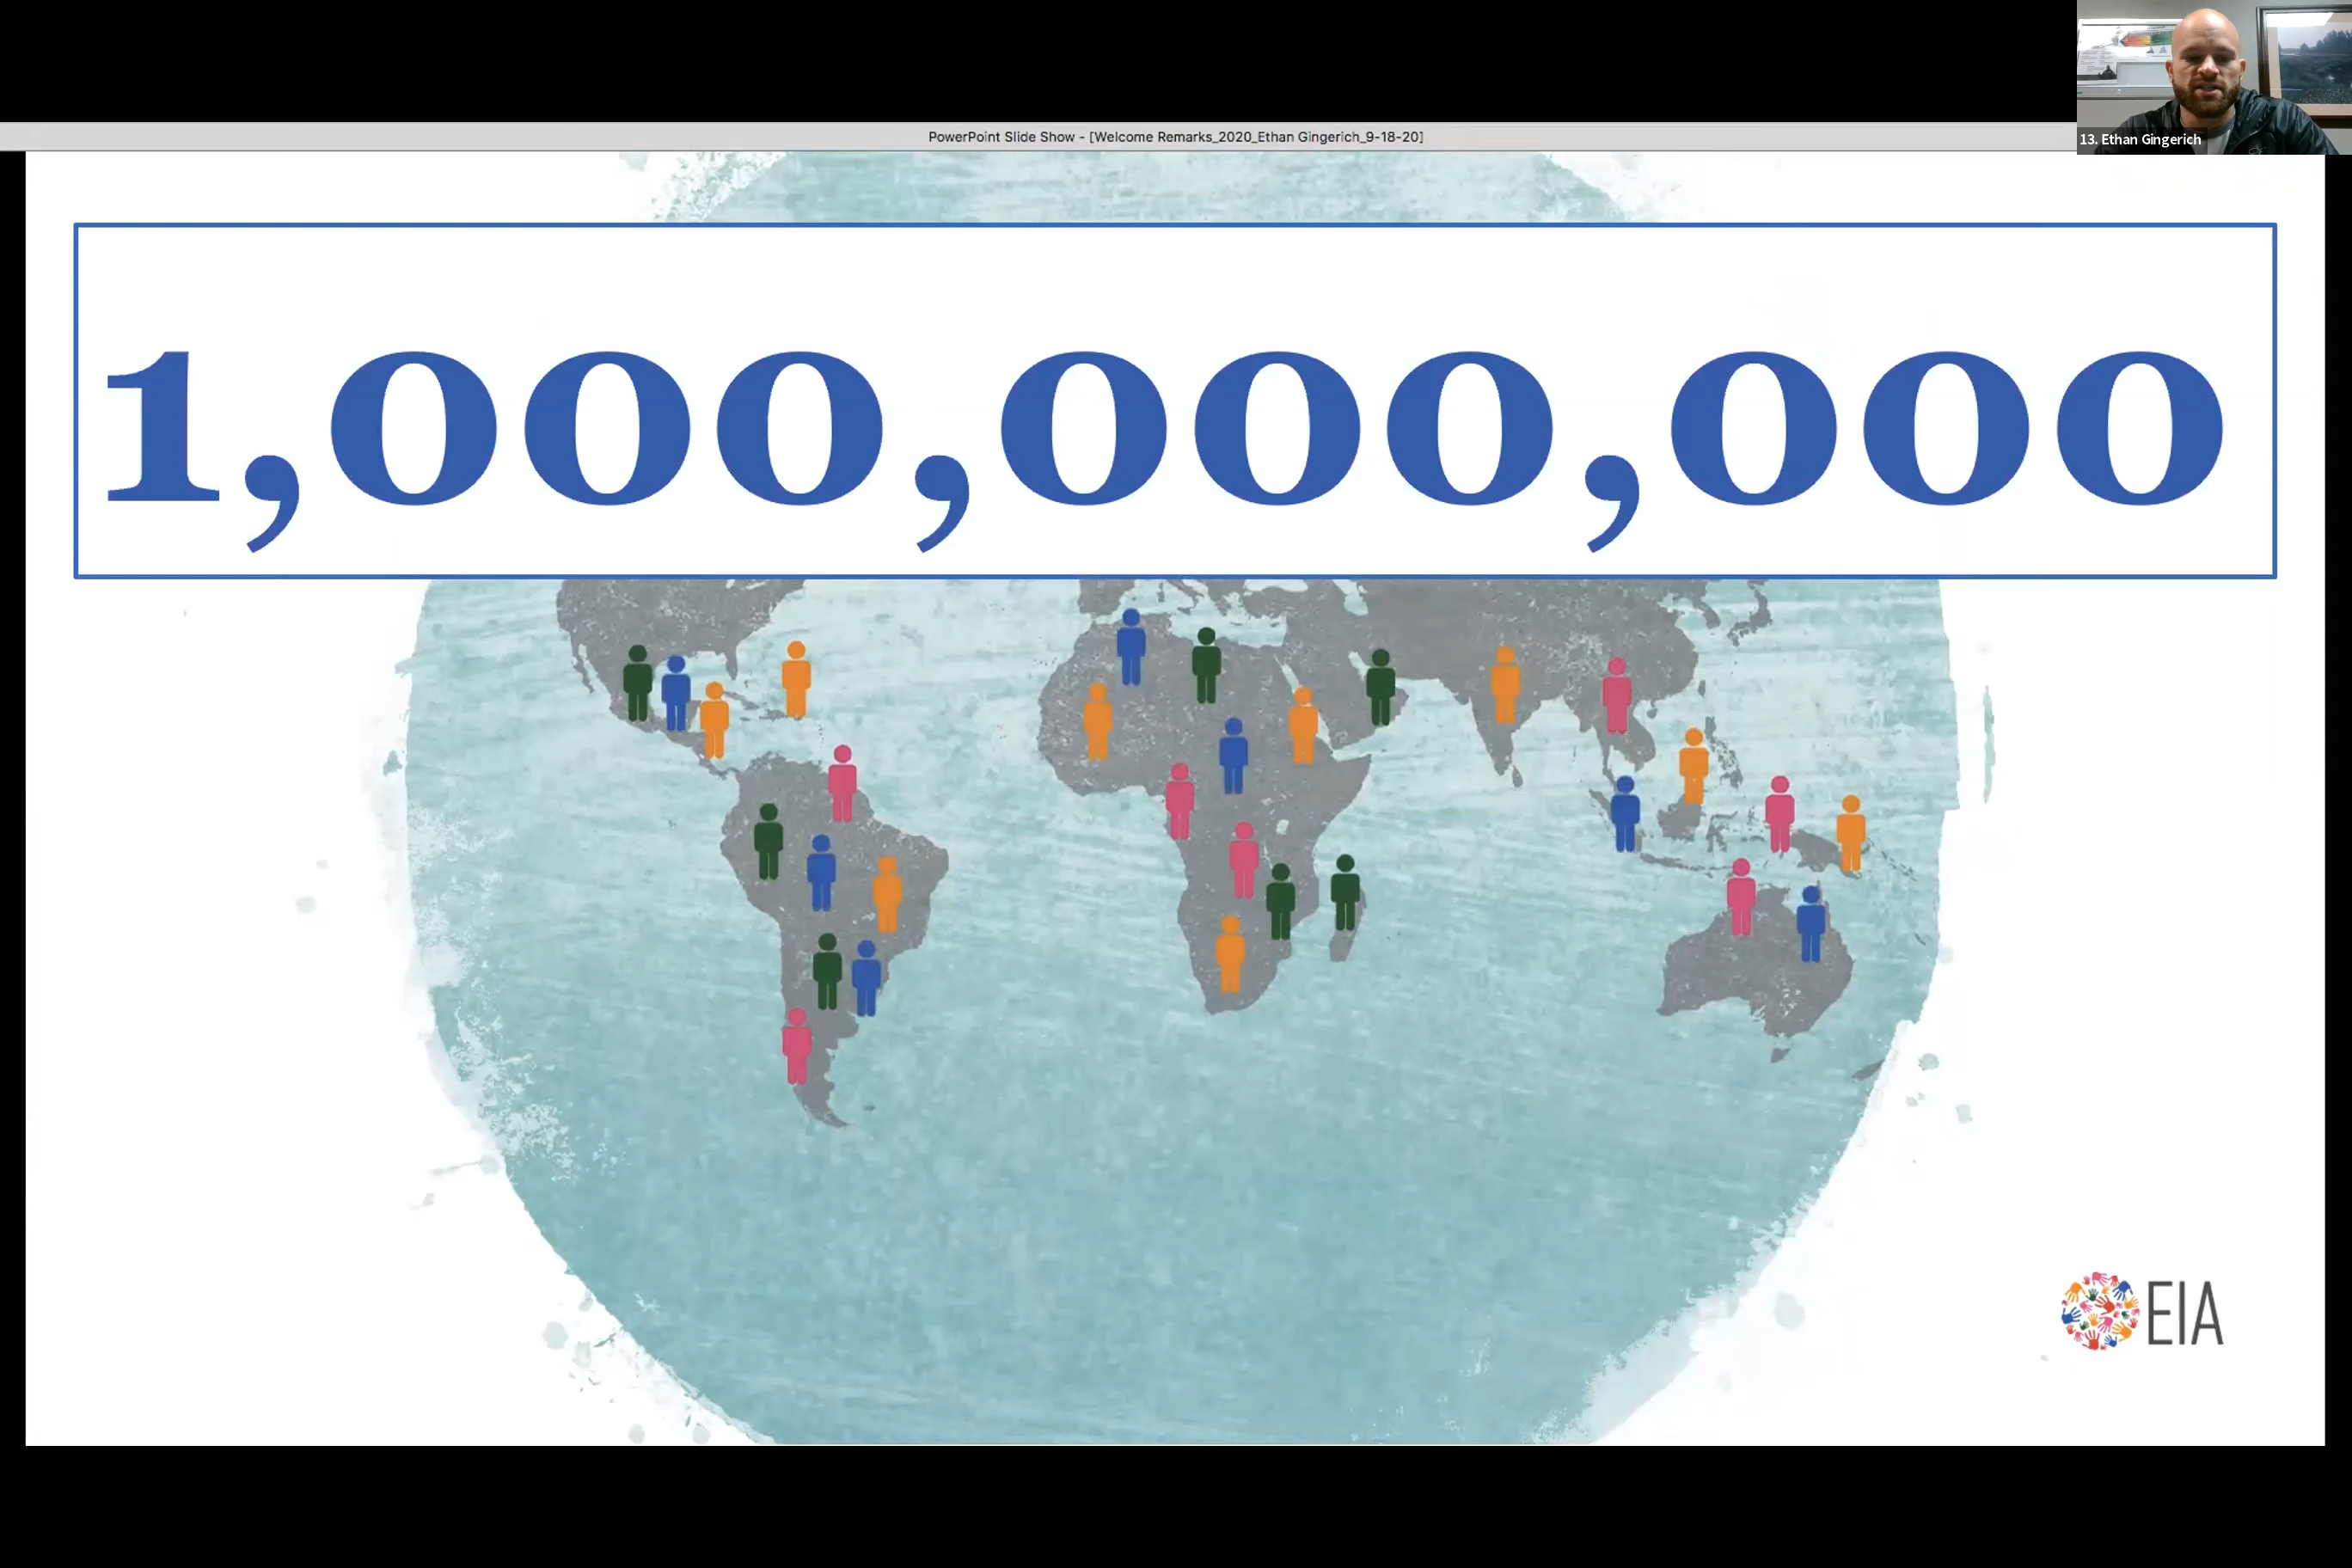 PowerPoint Slide Show - [Welcome Remarks_2020_Ethan Gingerich_9-18-20]
13. Ethan Gingerich
1,000,000,000
EIA